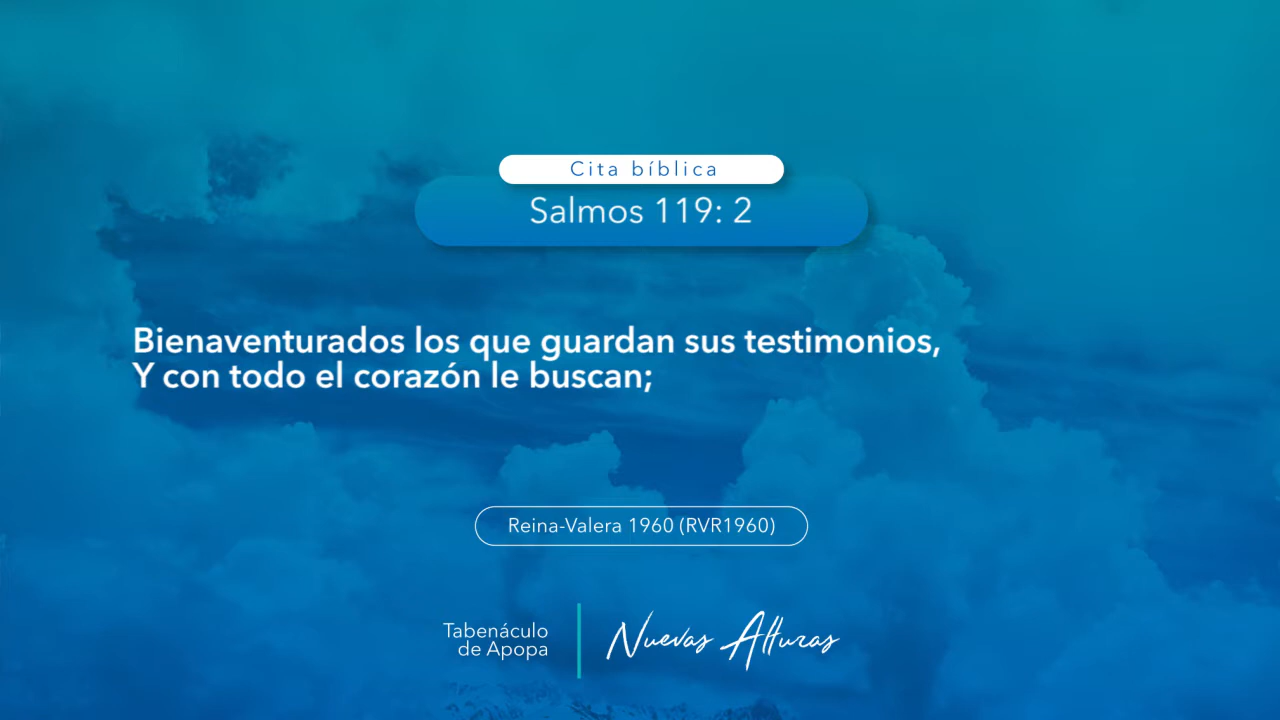 Cita bíblica
Salmos 119: 2
Bienaventurados los que guardan sus testimonios,
Y con todo el corazón le buscan;
Reina-Valera 1960 (RVR1960)
Tabenáculo
de Apopa
Nuevas Alturas